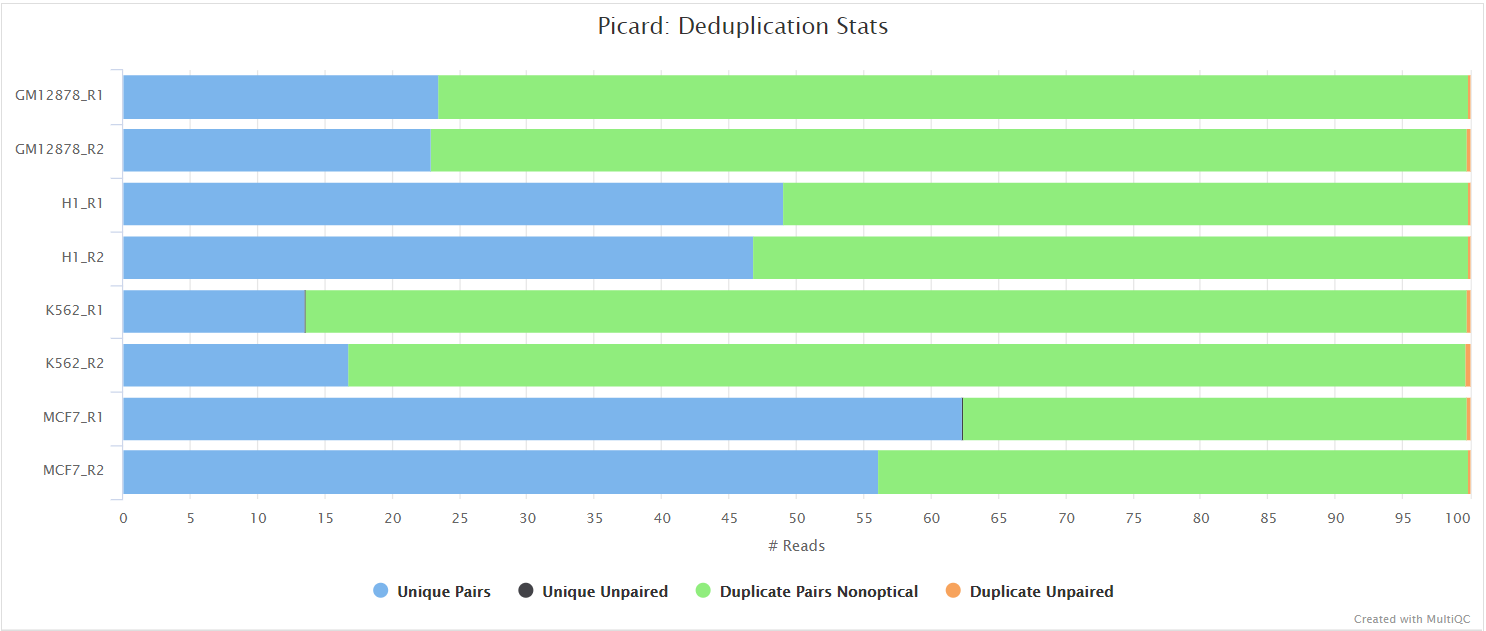 Picard: Deduplication Stats
GM12878_R1
GM12878_R2
H1_R1
H1_R2
K562_R1
K562_R2
MCF7_R1
MCF7_R2
0 5 10 15 20 25 30 35 40 45 50 55 60 65 70 75 80 85 90 95 100
# Reads
Unique Pairs Unique Unpaired Duplicate Pairs Nonoptical Duplicate Unpaired
Created with MultiQC